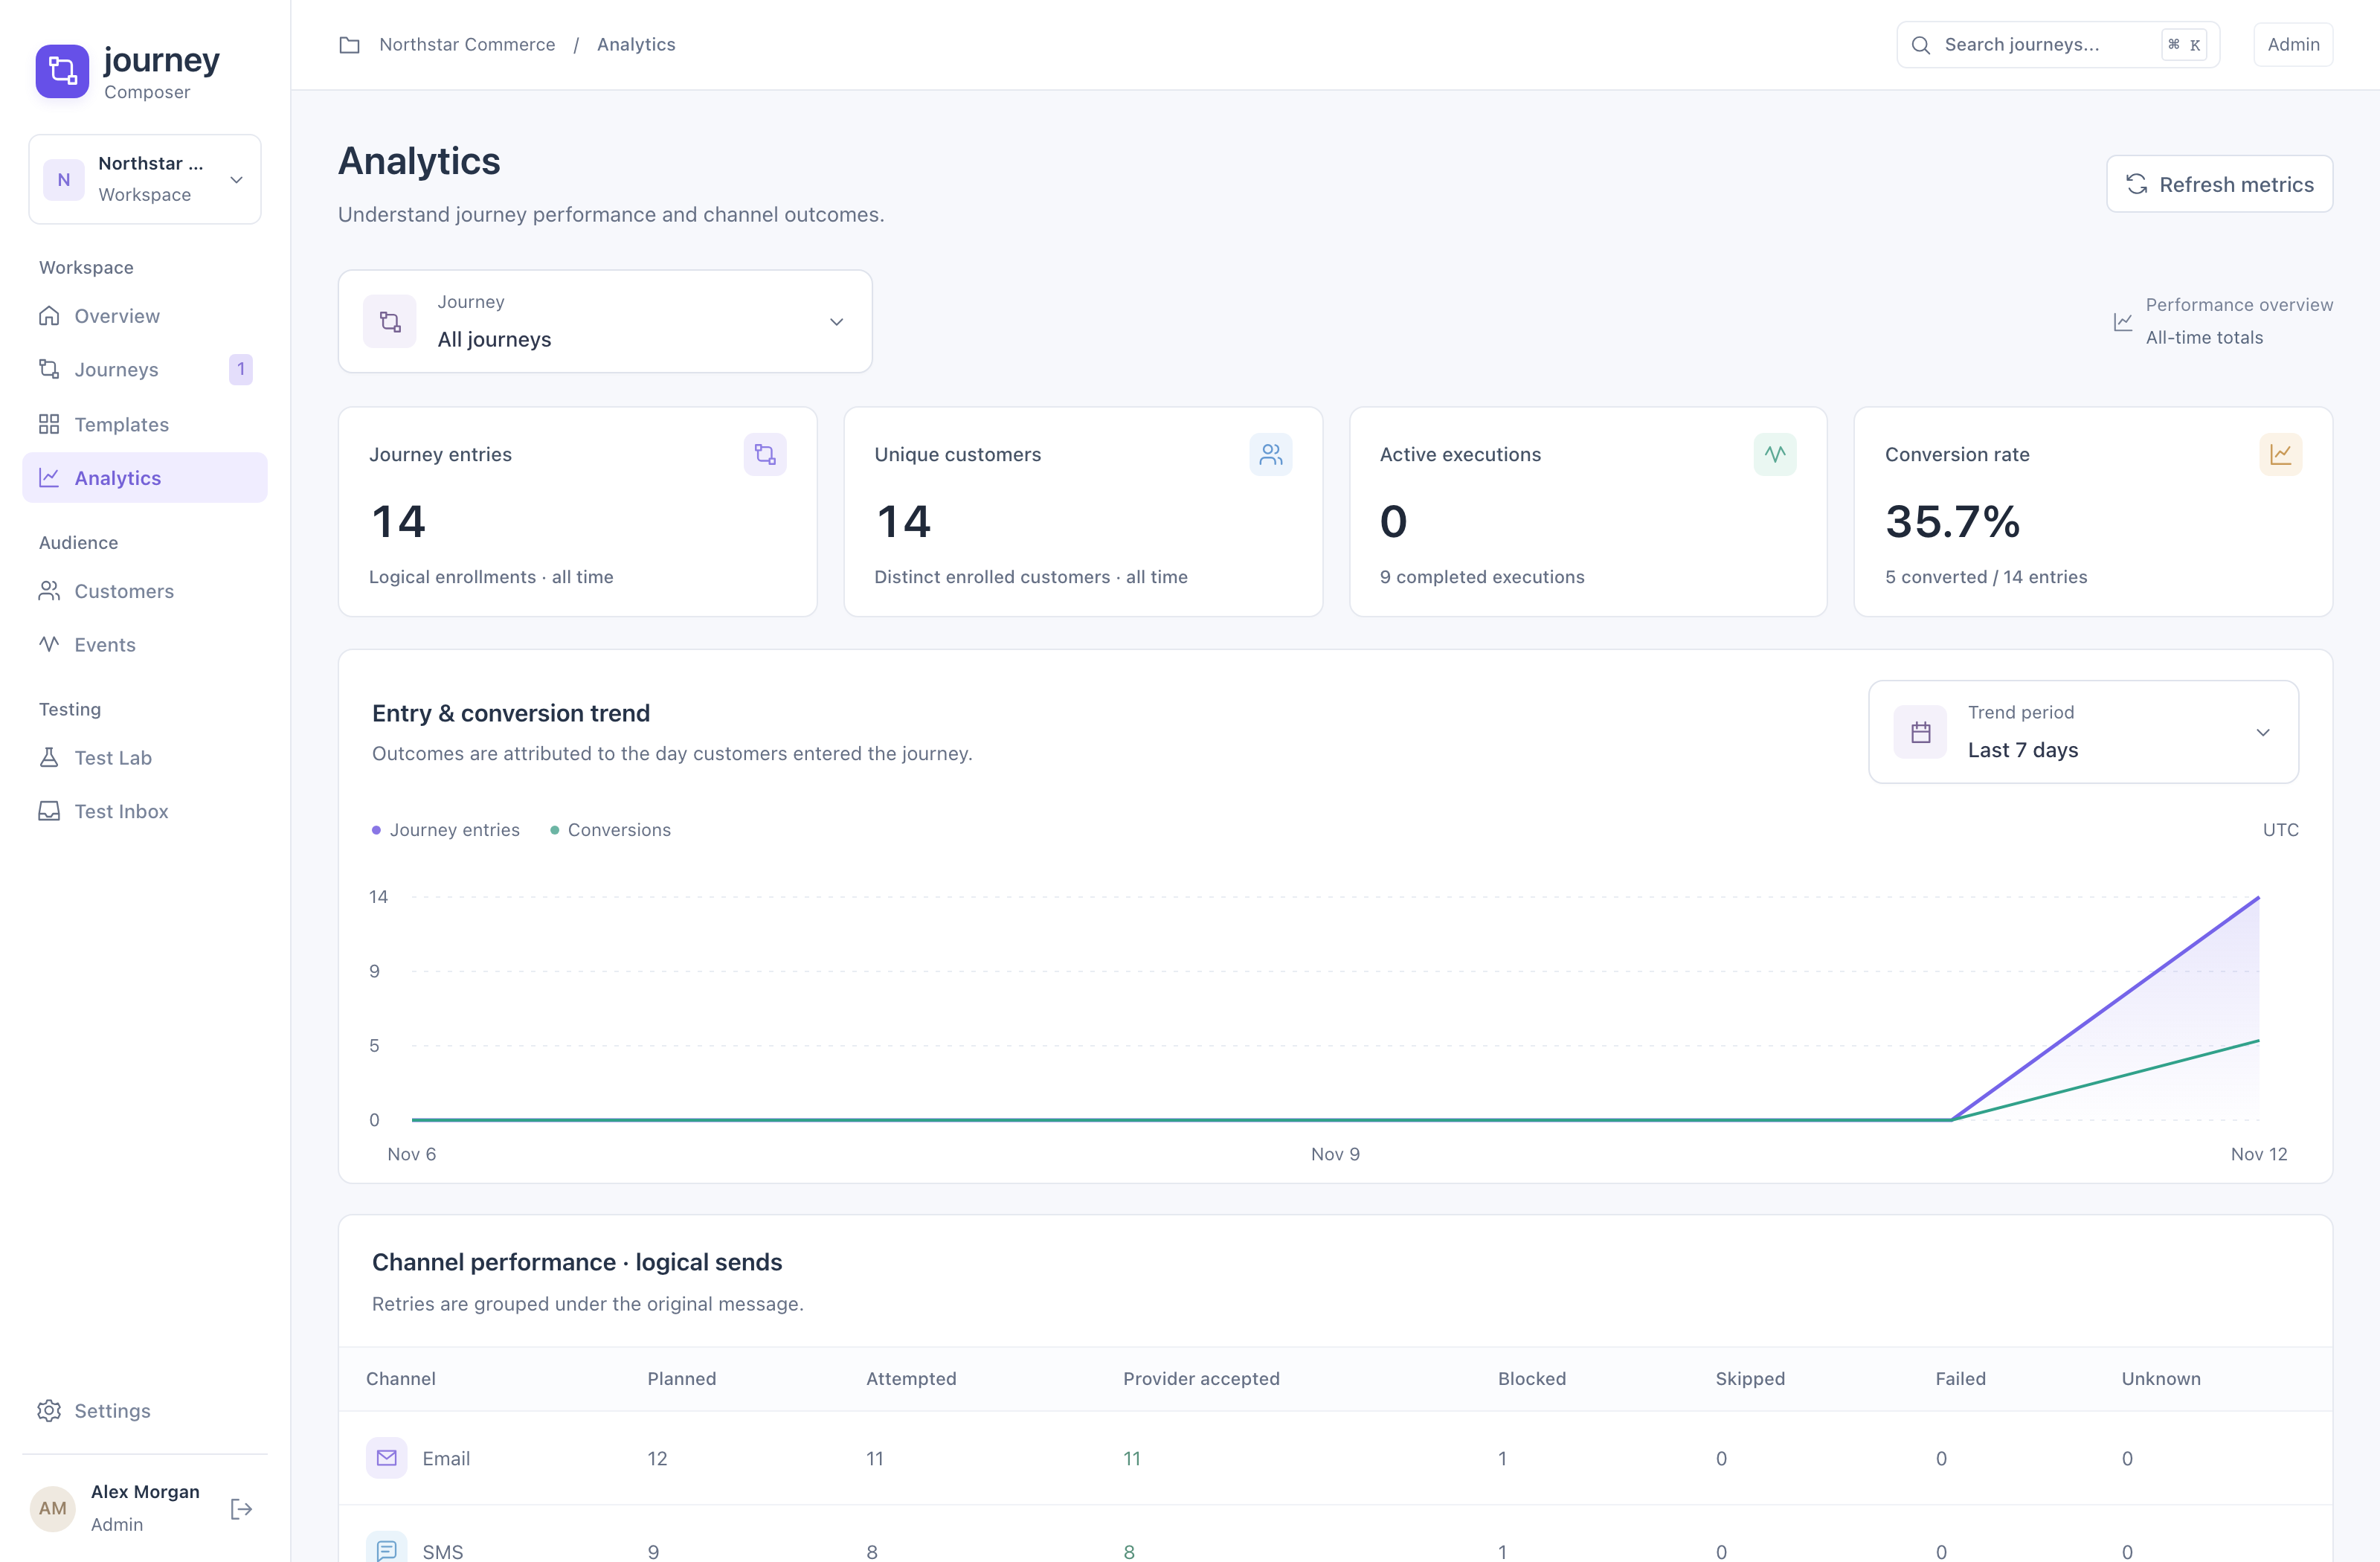 journey
Composer
N
Northstar ...
Workspace
Workspace
Overview
Journeys 1
Templates
Analytics
Audience
Customers
Events
Testing
Test Lab
Test Inbox
Settings
AM
Alex Morgan
Admin
Northstar Commerce / Analytics
Search journeys... ⌘ K
Admin
Analytics
Understand journey performance and channel outcomes.
Refresh metrics
Journey
All journeys
Performance overview
All-time totals
Journey entries
14
Logical enrollments · all time
Unique customers
14
Distinct enrolled customers · all time
Active executions
0
9 completed executions
Conversion rate
35.7%
5 converted / 14 entries
Entry & conversion trend
Outcomes are attributed to the day customers entered the journey.
Trend period
Last 7 days
Journey entries Conversions UTC
14
9
5
0
Nov 6 Nov 9 Nov 12
Channel performance · logical sends
Retries are grouped under the original message.
Channel Planned Attempted Provider accepted Blocked Skipped Failed Unknown
Email 12 11 11 1 0 0 0
SMS 9 8 8 1 0 0 0